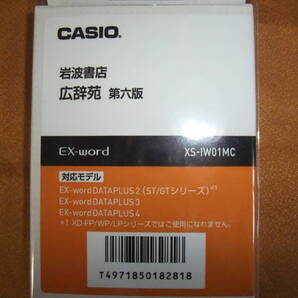 CASIO®
岩波書店
広辞苑 第六版
EX-word
XS-IW01MC
対応モデル
EX-word DATAPLUS 2 (ST/GTシリーズ)※1
EX-word DATAPLUS 3
EX-word DATAPLUS 4
※1 XD-FP/WP/LPシリーズではご使用になれません。
T4971850182818